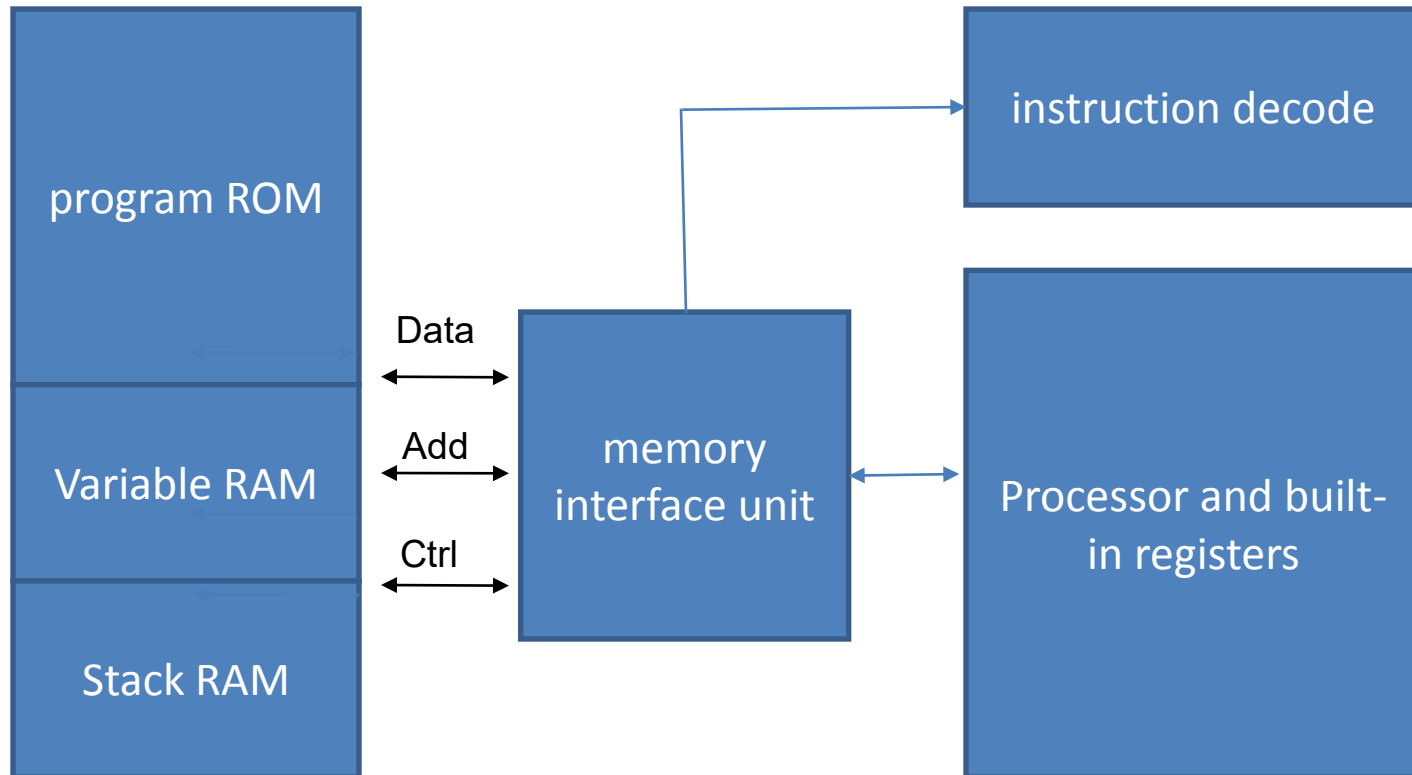 program ROM
Variable RAM
Stack RAM
Data
Add
Ctrl
memory
interface unit
instruction decode
Processor and built-
in registers